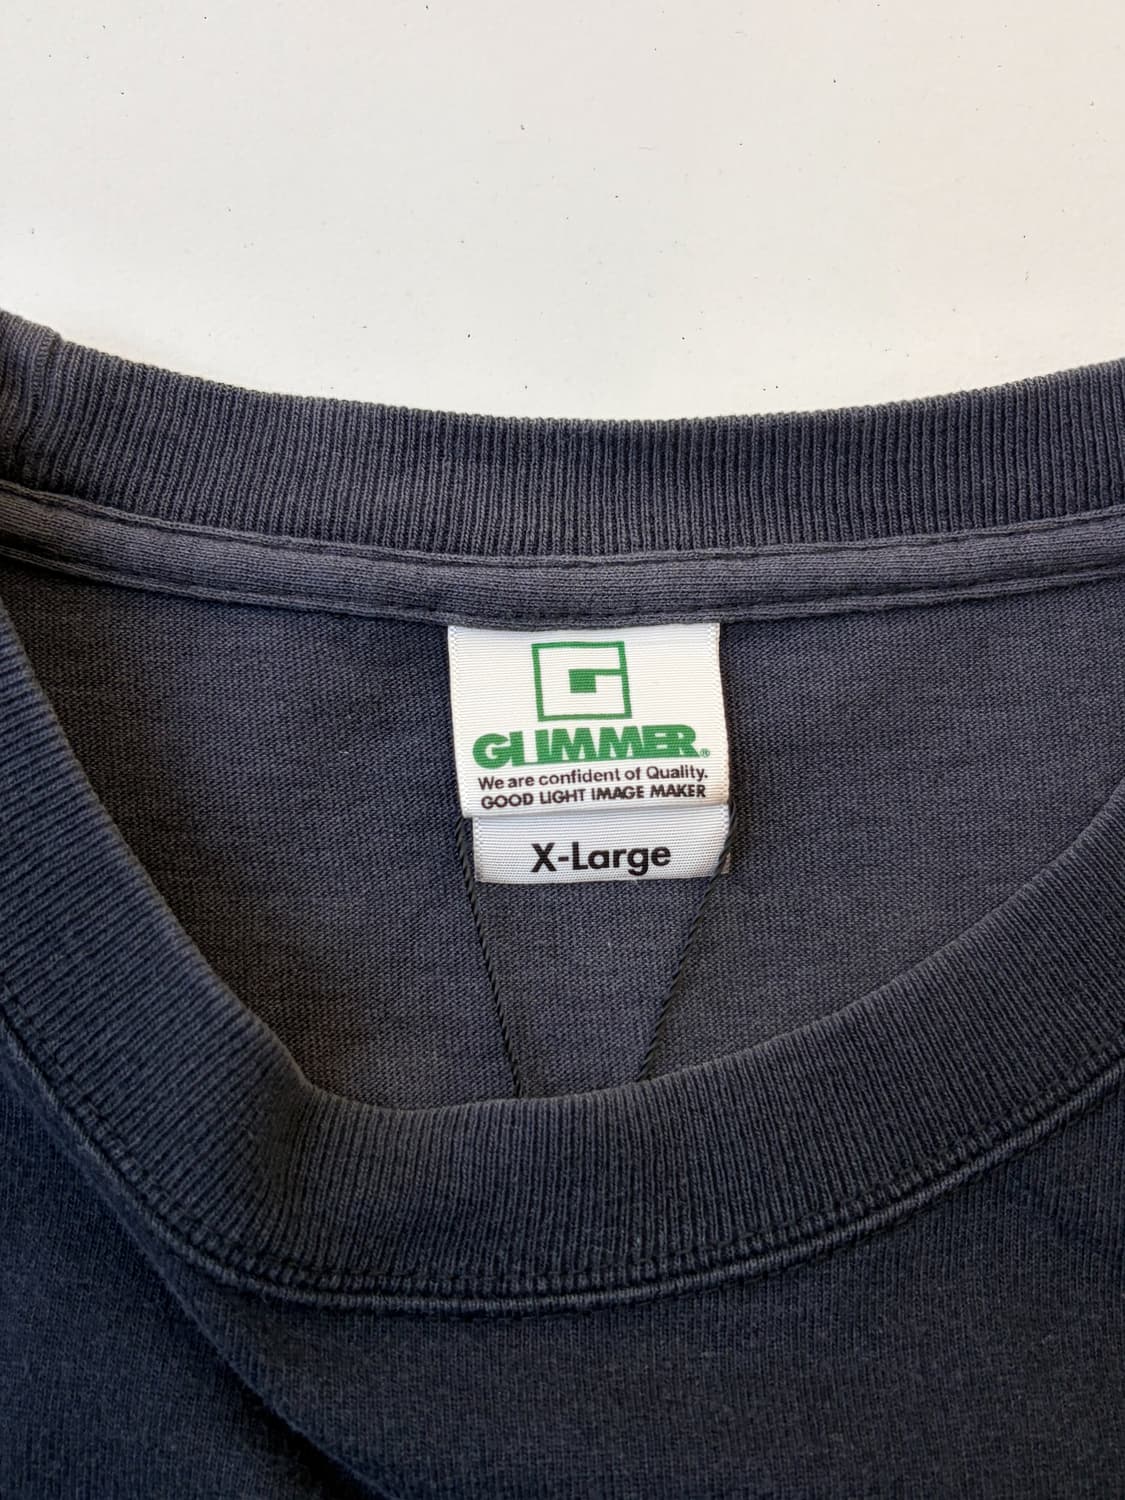 G
GLIMMER®
We are confident of Quality.
GOOD LIGHT IMAGE MAKER
X-Large